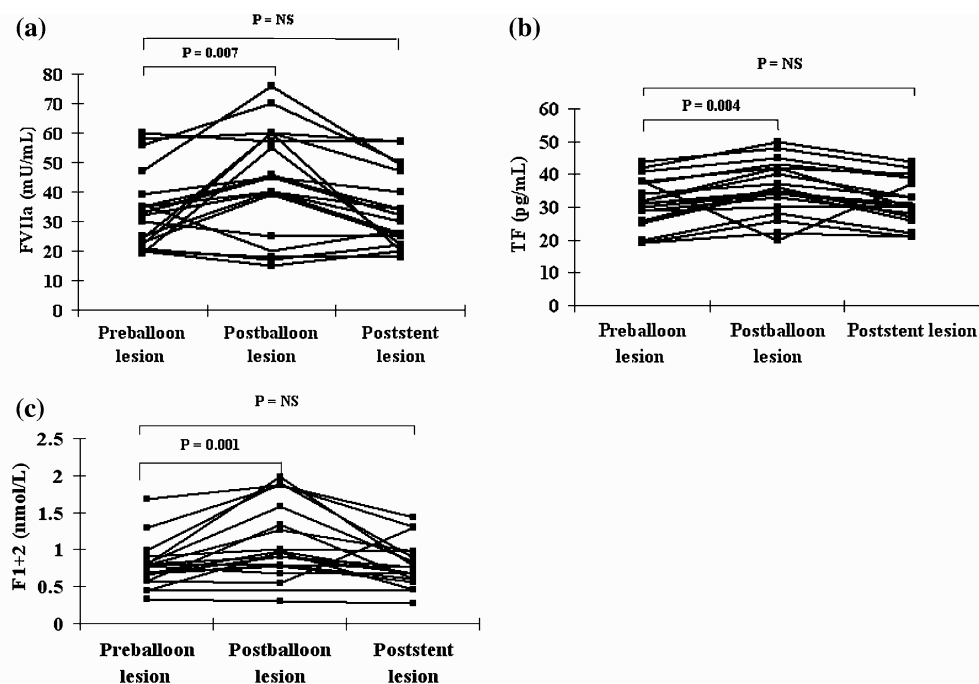 (a)
P = NS
P = 0.007
FVIIa (mU/mL)
80
70
60
50
40
30
20
10
0
Preballoon lesion
Postballoon lesion
Poststent lesion
(b)
P = NS
P = 0.004
TF (pg/mL)
60
50
40
30
20
10
0
Preballoon lesion
Postballoon lesion
Poststent lesion
(c)
P = NS
P = 0.001
F1+2 (nmol/L)
2.5
2
1.5
1
0.5
0
Preballoon lesion
Postballoon lesion
Poststent lesion